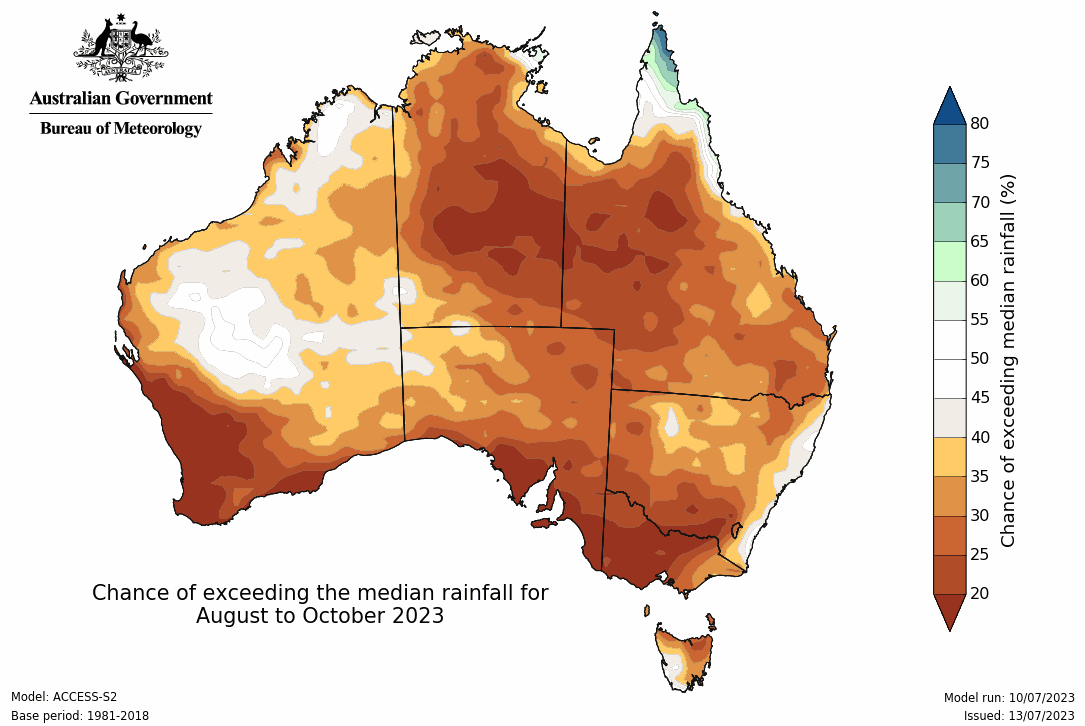 AUSTRALIA
Australian Government
Bureau of Meteorology
80
75
70
65
60
55
50
45
40
35
30
25
20
Chance of exceeding median rainfall (%)
Chance of exceeding the median rainfall for
August to October 2023
Model: ACCESS-S2
Base period: 1981-2018
Model run: 10/07/2023
Issued: 13/07/2023